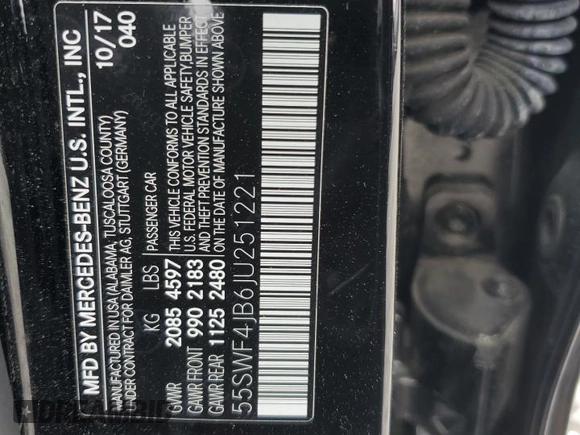 MFD BY MERCEDES-BENZ U.S. INTL., INC
10/17
040
MANUFACTURED IN USA (ALABAMA, TUSCALOOSA COUNTY)
UNDER CONTRACT FOR DAIMLER AG, STUTTGART (GERMANY)
KG LBS PASSENGER CAR
GVWR 2085 4597 THIS VEHICLE CONFORMS TO ALL APPLICABLE
U.S. FEDERAL MOTOR VEHICLE SAFETY,BUMPER
GAWR FRONT 990 2183 AND THEFT PREVENTION STANDARDS IN EFFECT
GAWR REAR 1125 2480 ON THE DATE OF MANUFACTURE SHOWN ABOVE
55SWF4JB6JU251221
DREAMBID